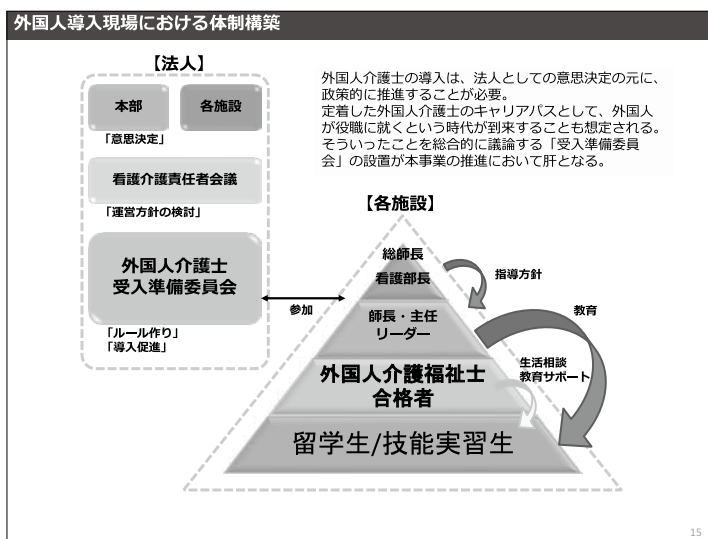 外国人導入現場における体制構築
【法人】
本部
各施設
「意思決定」
看護介護責任者会議
「運営方針の検討」
外国人介護士
受入準備委員会
「ルール作り」
「導入促進」
外国人介護士の導入は、法人としての意思決定の元に、
政策的に推進することが必要。
定着した外国人介護士のキャリアパスとして、外国人
が役職に就くという時代が到来することも想定される。
そういったことを総合的に議論する「受入準備委員
会」の設置が本事業の推進において肝となる。
【各施設】
参加
総師長
看護部長
指導方針
師長・主任
リーダー
教育
外国人介護福祉士
合格者
生活相談
教育サポート
留学生/技能実習生
15